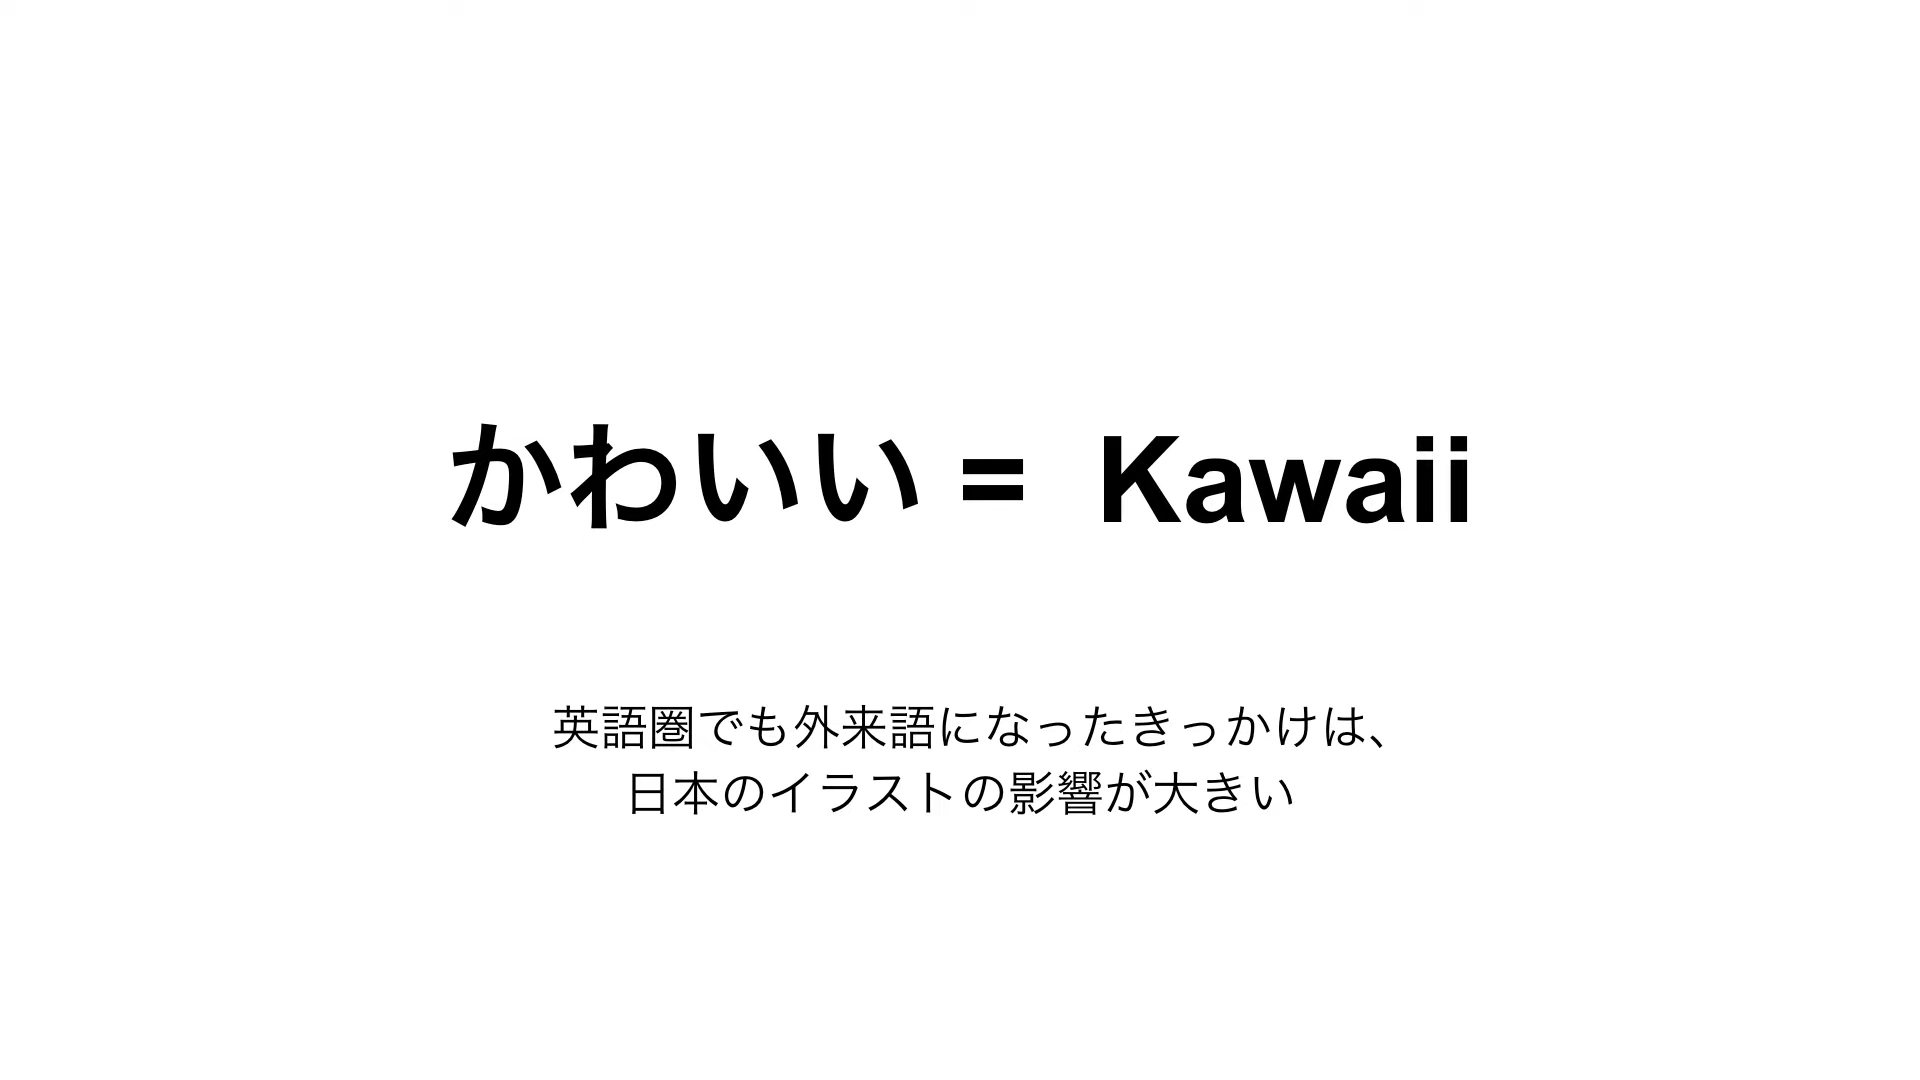 かわいい = Kawaii
英語圏でも外来語になったきっかけは、
日本のイラストの影響が大きい